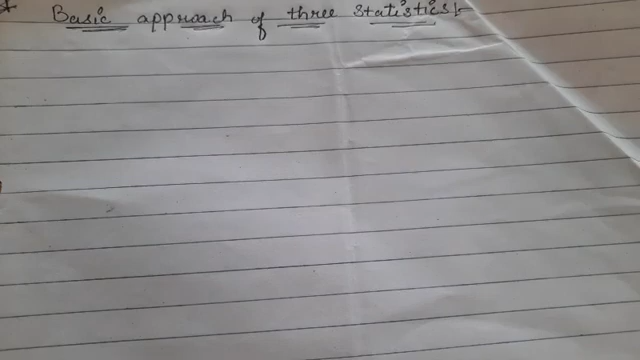 * Basic approach of three statistics:-